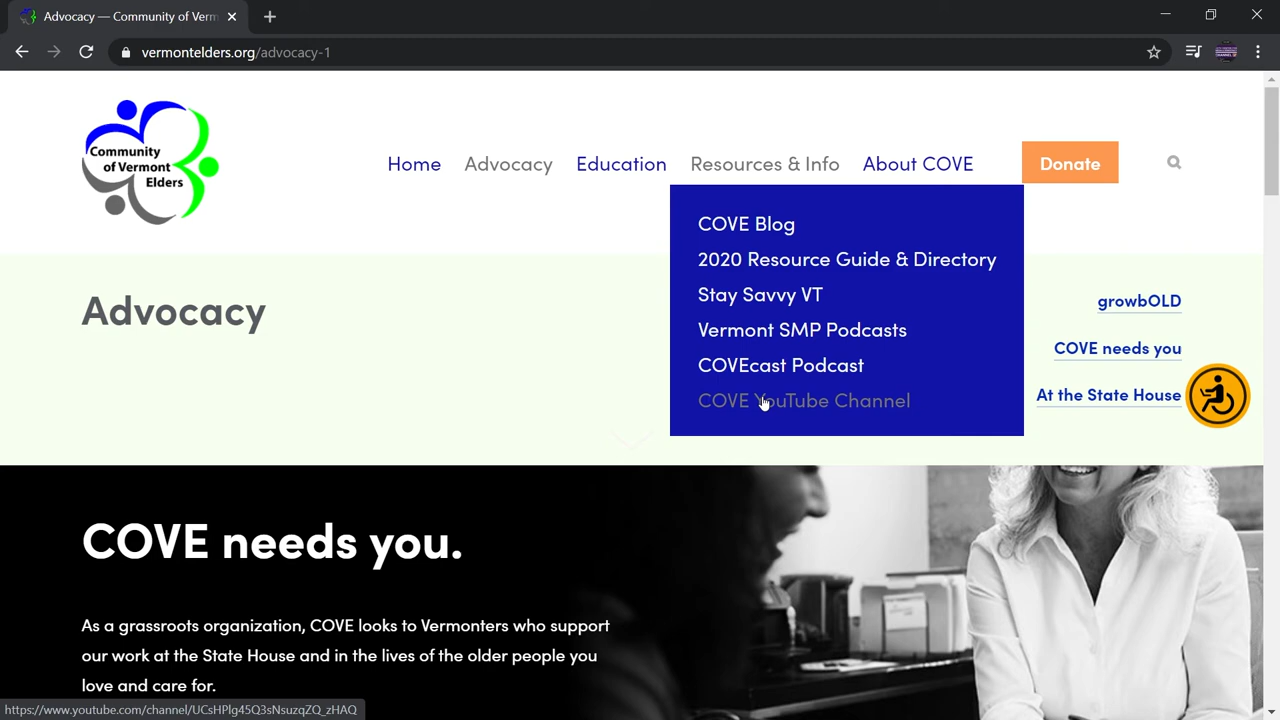 Advocacy — Community of Verm
vermontelders.org/advocacy-1
Community
of Vermont
Elders
Home
Advocacy
Education
Resources & Info
About COVE
Donate
COVE Blog
2020 Resource Guide & Directory
Stay Savvy VT
Vermont SMP Podcasts
COVEcast Podcast
COVE YouTube Channel
Advocacy
growbOLD
COVE needs you
At the State House
COVE needs you.
As a grassroots organization, COVE looks to Vermonters who support
our work at the State House and in the lives of the older people you
love and care for.
https://www.youtube.com/channel/UCsHPlg45Q3sNsuzqZQ_zHAQ